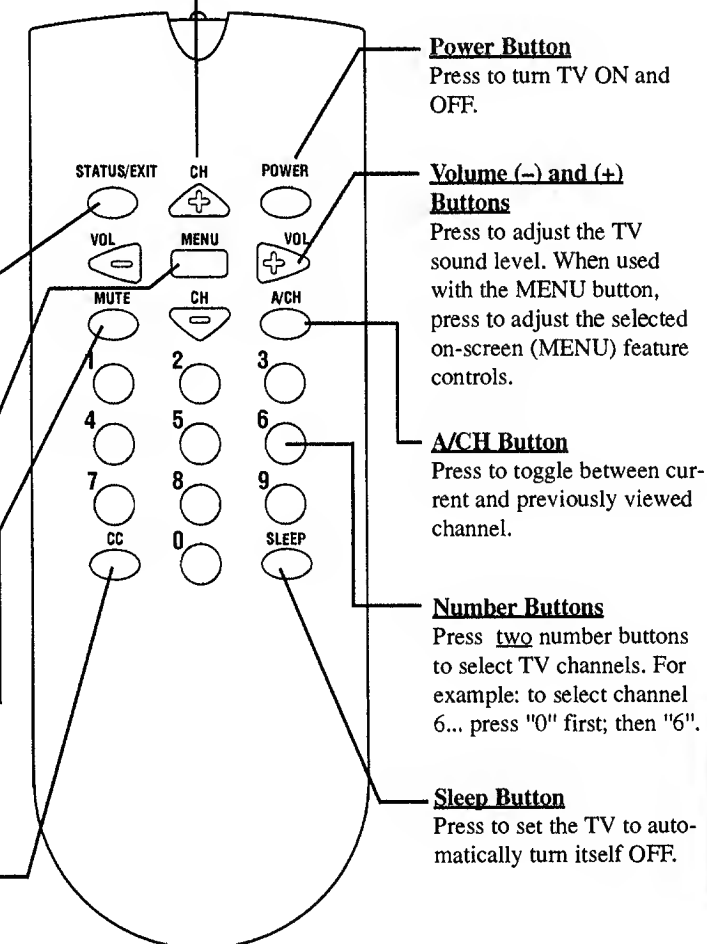 STATUS/EXIT CH POWER
VOL MENU VOL
MUTE CH A/CH
1 2 3
4 5 6
7 8 9
CC 0 SLEEP
Power Button
Press to turn TV ON and
OFF.
Volume (–) and (+)
Buttons
Press to adjust the TV
sound level. When used
with the MENU button,
press to adjust the selected
on-screen (MENU) feature
controls.
A/CH Button
Press to toggle between cur-
rent and previously viewed
channel.
Number Buttons
Press two number buttons
to select TV channels. For
example: to select channel
6... press "0" first; then "6".
Sleep Button
Press to set the TV to auto-
matically turn itself OFF.